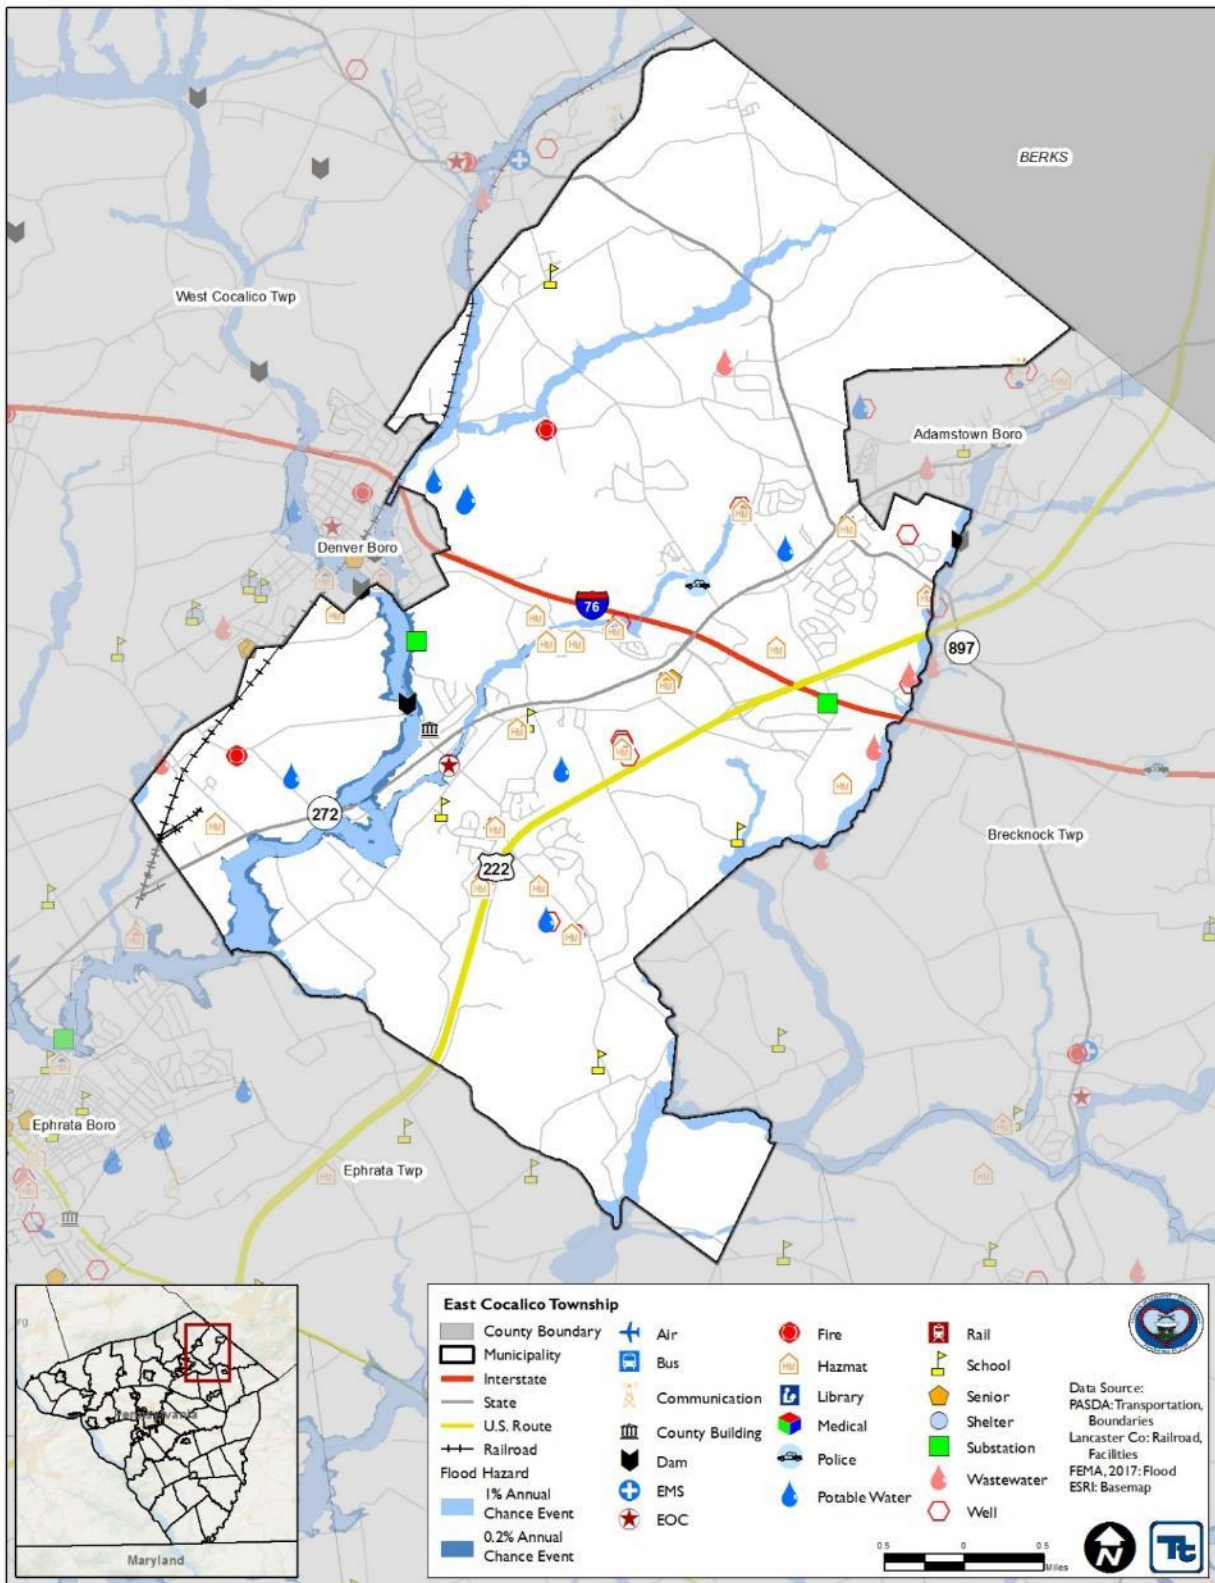 BERKS
West Cocalico Twp
Adamstown Boro
Denver Boro
76
897
272
Brecknock Twp
222
Ephrata Boro
Ephrata Twp
East Cocalico Township
County Boundary
Municipality
Interstate
State
U.S. Route
Railroad
Flood Hazard
1% Annual
Chance Event
0.2% Annual
Chance Event
Air
Bus
Communication
County Building
Dam
EMS
EOC
Fire
HM Hazmat
Library
Medical
Police
Potable Water
Rail
School
Senior
Shelter
Substation
Wastewater
Well
Data Source:
PASDA: Transportation,
Boundaries
Lancaster Co: Railroad,
Facilities
FEMA, 2017: Flood
ESRI: Basemap
0.5 0 0.5
Miles
N
Tt
Pennsylvania
Maryland